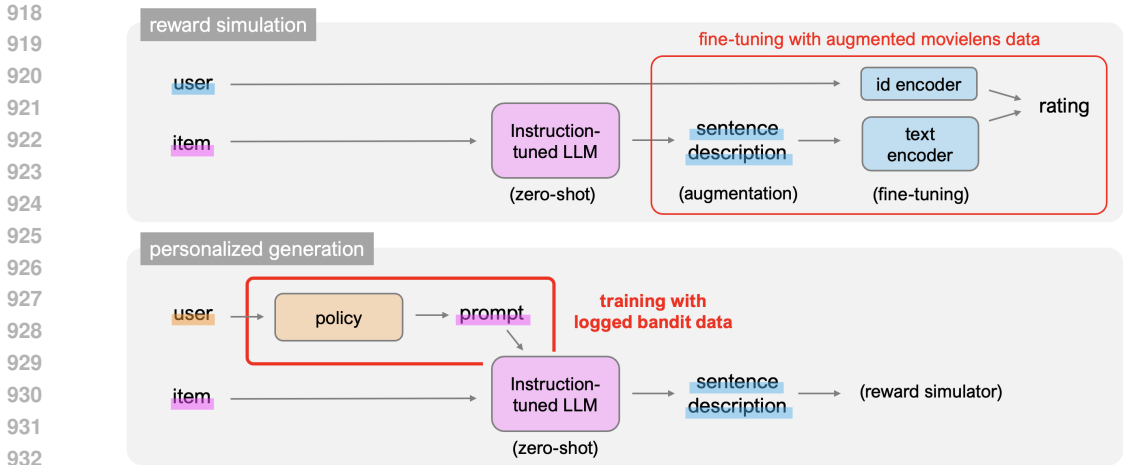 918
reward simulation
919
fine-tuning with augmented movielens data
920
user
id encoder
921
rating
Instruction-
tuned LLM
922
item
sentence
description
text
encoder
923
924
(zero-shot)
(augmentation)
(fine-tuning)
925
personalized generation
926
927
user
policy
prompt
training with
logged bandit data
928
929
930
item
Instruction-
tuned LLM
sentence
description
(reward simulator)
931
(zero-shot)
932